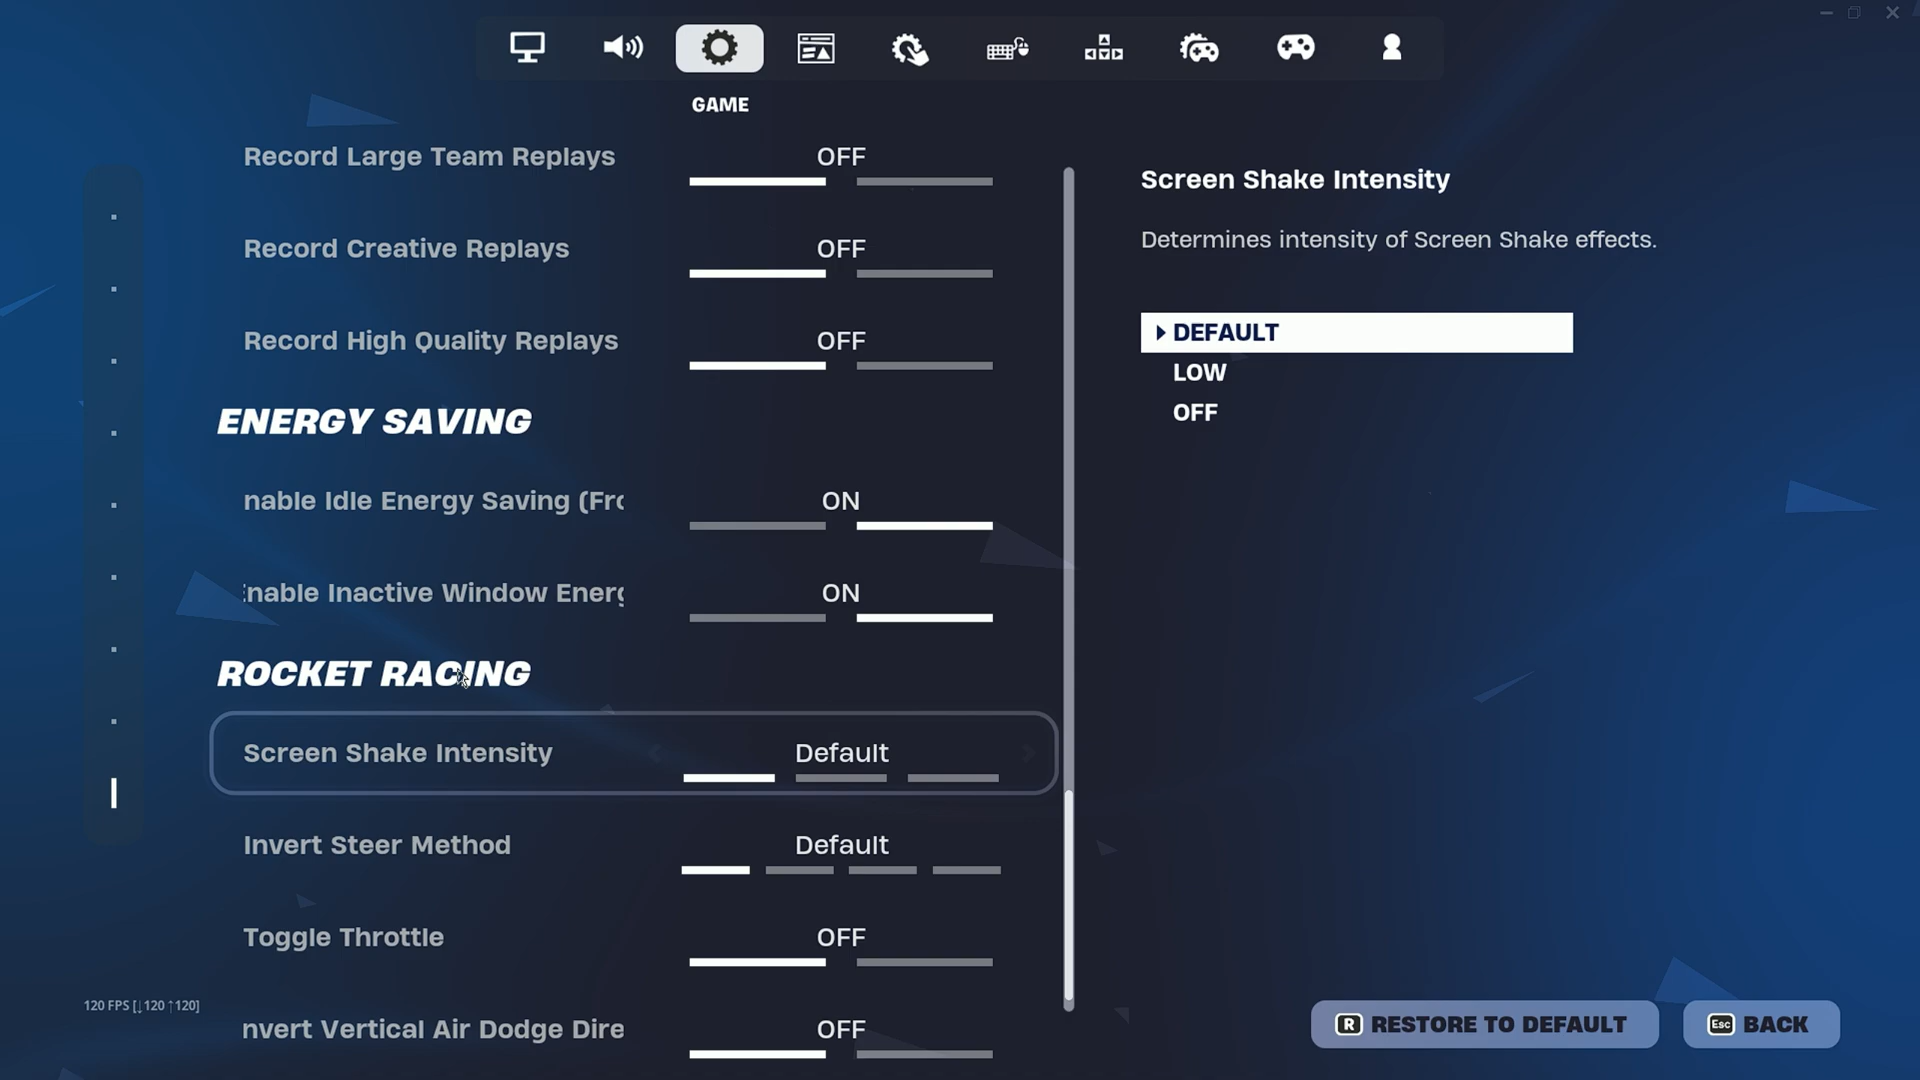 GAME
Record Large Team Replays OFF
Record Creative Replays OFF
Record High Quality Replays OFF
ENERGY SAVING
nable Idle Energy Saving (Fro ON
Enable Inactive Window Energ ON
ROCKET RACING
Screen Shake Intensity Default
Invert Steer Method Default
Toggle Throttle OFF
nvert Vertical Air Dodge Dire OFF
Screen Shake Intensity
Determines intensity of Screen Shake effects.
DEFAULT
LOW
OFF
120 FPS [↓120 ↑120]
R RESTORE TO DEFAULT
Esc BACK